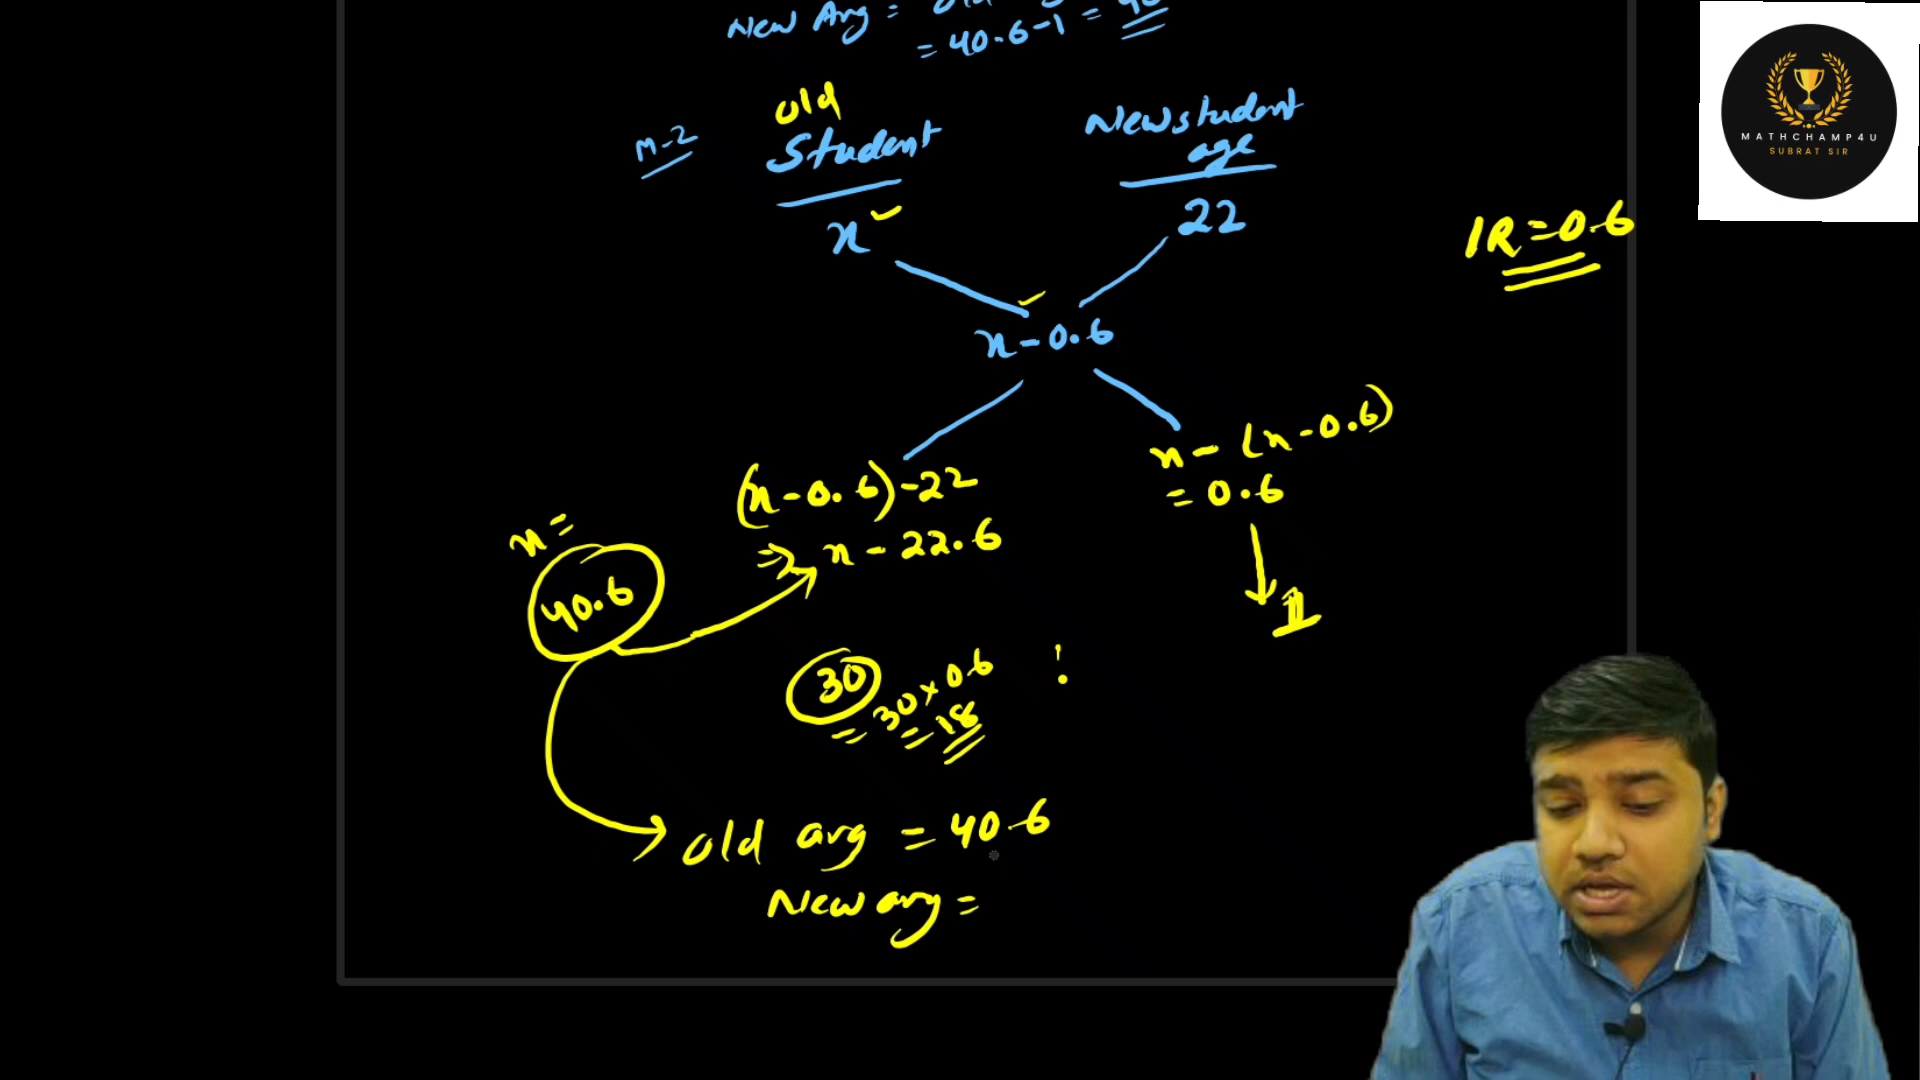 New Avg =
= 40.6-1 = 40
M-2
old
Student
New student
age
x
22
1R = 0.6
x - 0.6
(x - 0.6) - 22
⇒ x - 22.6
x - (x - 0.6)
= 0.6
1
x =
40.6
30
30 × 0.6
= 18
:
old avg = 40.6
New avg =
MATHCHAMP4U
SUBRAT SIR